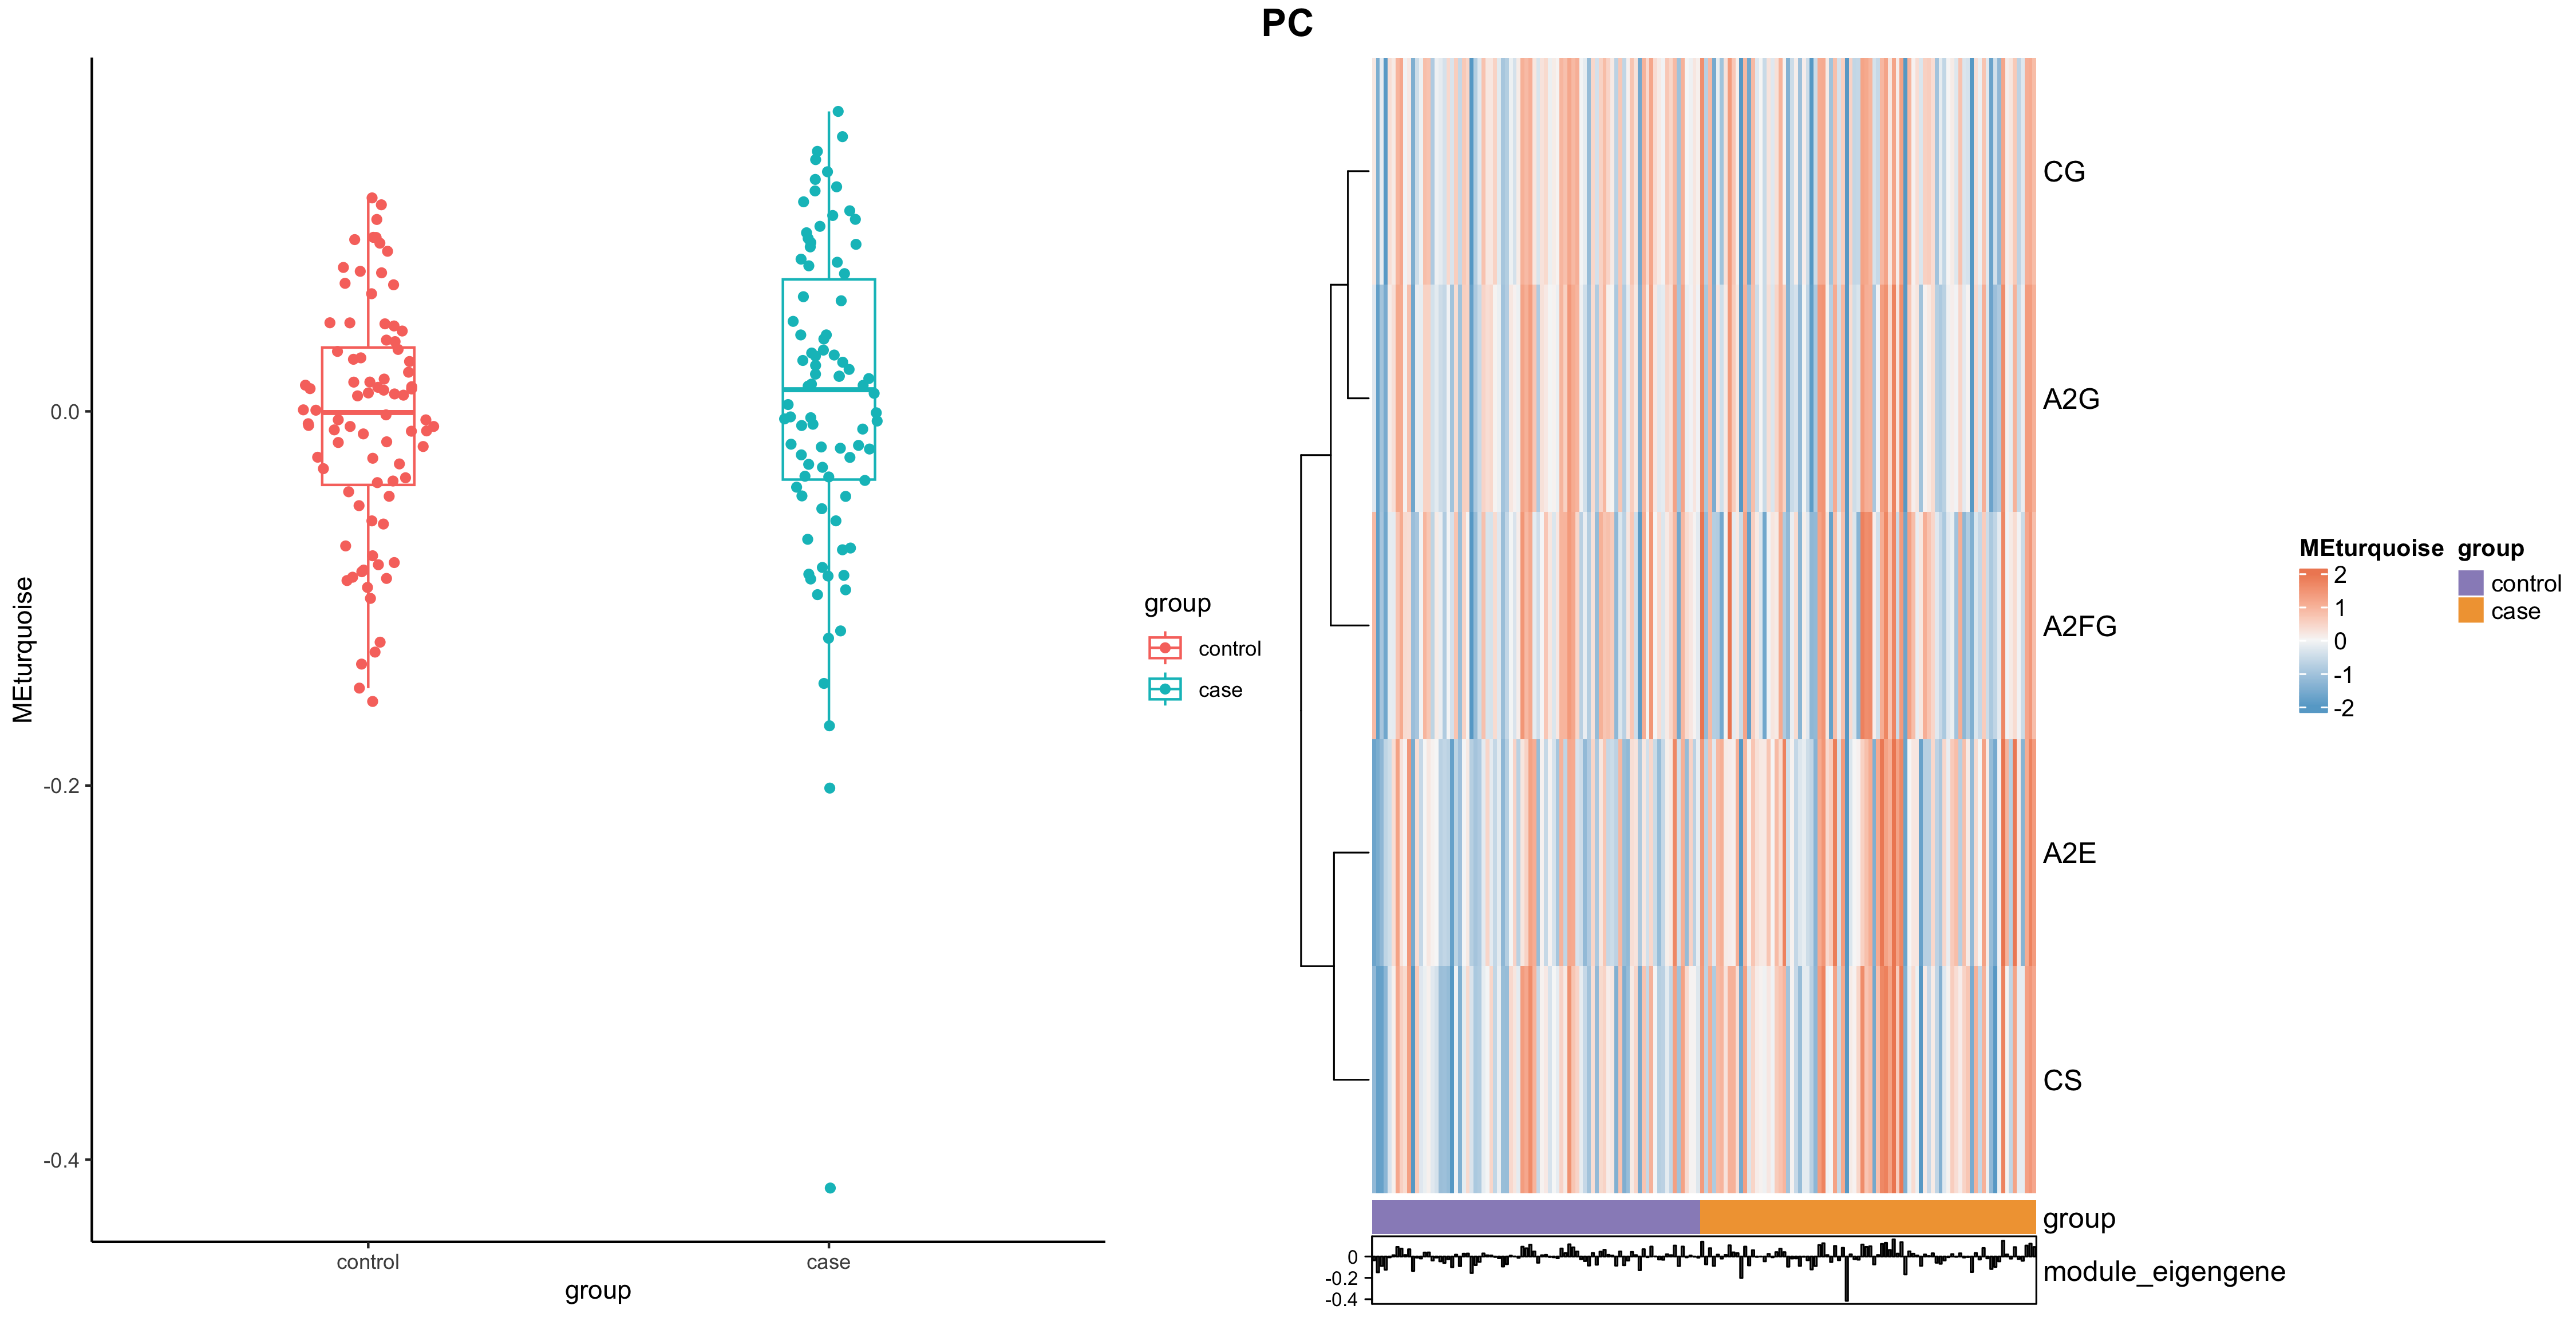 PC
MEturquoise
0.0
-0.2
-0.4
control
case
group
group
control
case
CG
A2G
A2FG
A2E
CS
group
module_eigengene
0
-0.2
-0.4
MEturquoise
2
1
0
-1
-2
group
control
case